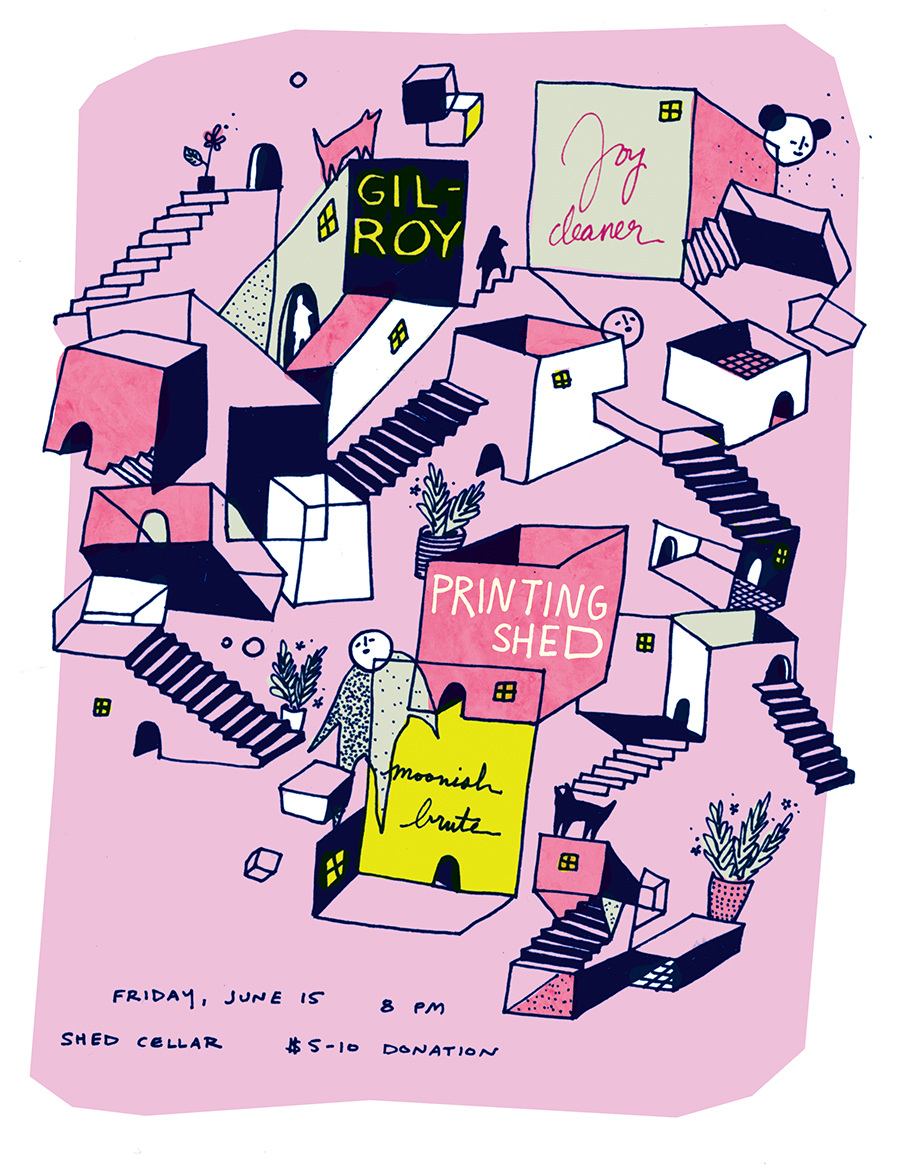 GIL-
ROY
Joy
cleaner
PRINTING
SHED
moonish
brute
FRIDAY, JUNE 15 8 PM
SHED CELLAR $5-10 DONATION